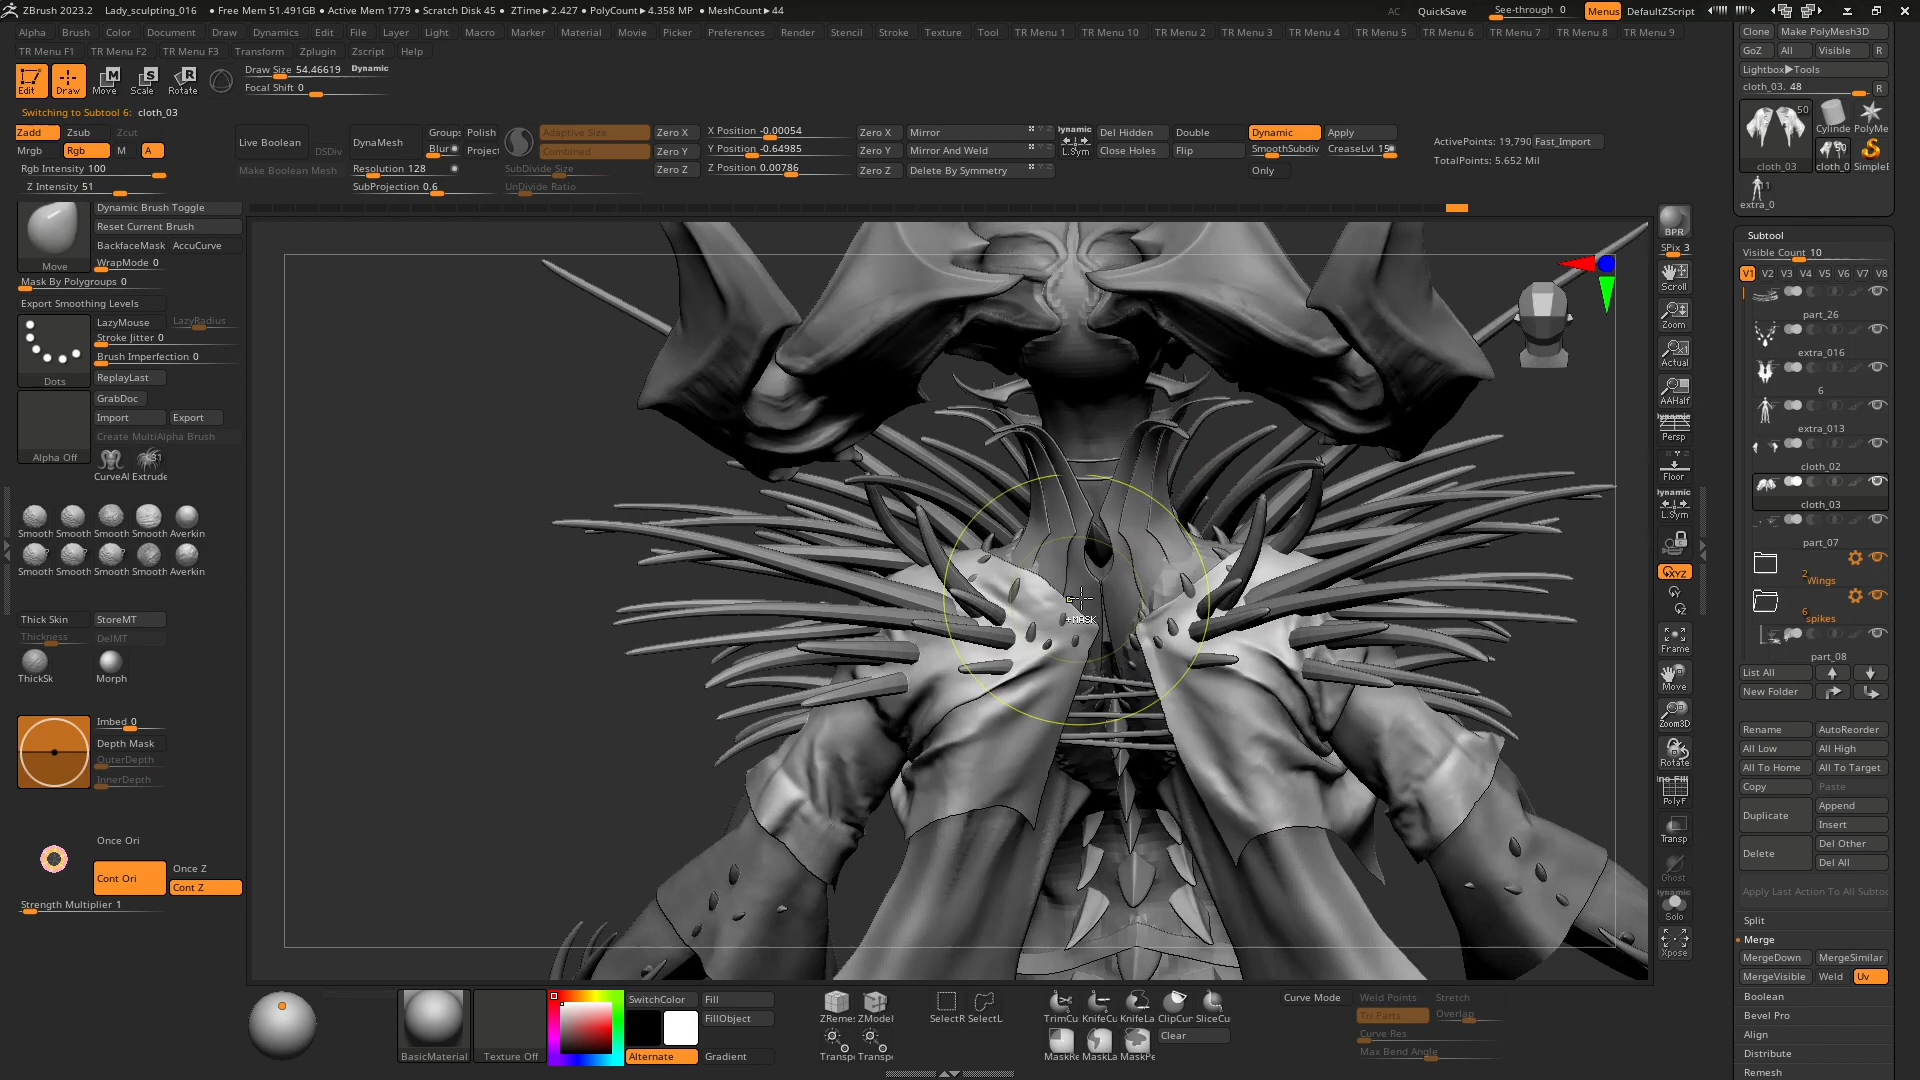 ZBrush 2023.2 Lady_sculpting_016 • Free Mem 51.491GB • Active Mem 1779 • Scratch Disk 45 • ZTime▶2.427 • PolyCount▶4.358 MP • MeshCount▶44
AC QuickSave See-through 0 Menus DefaultZScript
Alpha Brush Color Document Draw Dynamics Edit File Layer Light Macro Marker Material Movie Picker Preferences Render Stencil Stroke Texture Tool TR Menu 1 TR Menu 10 TR Menu 2 TR Menu 3 TR Menu 4 TR Menu 5 TR Menu 6 TR Menu 7 TR Menu 8 TR Menu 9
TR Menu F1 TR Menu F2 TR Menu F3 Transform Zplugin Zscript Help
Edit Draw Move Scale Rotate
Draw Size 54.46619 Dynamic
Focal Shift 0
Switching to Subtool 6: cloth_03
Zadd Zsub Zcut
Mrgb Rgb M A
Rgb Intensity 100
Z Intensity 51
Live Boolean DSDiv
Make Boolean Mesh
DynaMesh Groups Polish
Blur Project
Resolution 128
SubProjection 0.6
Adaptive Size
Combined
SubDivide Size
UnDivide Ratio
Zero X
Zero Y
Zero Z
X Position -0.00054
Y Position -0.64985
Z Position 0.00786
Zero X
Zero Y
Zero Z
Mirror
Mirror And Weld
Delete By Symmetry
Dynamic
L.Sym
Del Hidden Double
Close Holes Flip
Dynamic Apply
SmoothSubdiv CreaseLvl 15
Only
ActivePoints: 19,790 Fast_Import
TotalPoints: 5.652 Mil
Dynamic Brush Toggle
Reset Current Brush
BackfaceMask AccuCurve
WrapMode 0
Move
Mask By Polygroups 0
Export Smoothing Levels
LazyMouse LazyRadius
Stroke Jitter 0
Brush Imperfection 0
ReplayLast
Dots
GrabDoc
Import Export
Create MultiAlpha Brush
Alpha Off
31
CurveAl Extrude
Smooth Smooth Smooth Smooth Averkin
Smooth Smooth Smooth Smooth Averkin
Thick Skin StoreMT
Thickness DelMT
ThickSk Morph
Imbed 0
Depth Mask
OuterDepth
InnerDepth
Once Ori
Cont Ori Once Z
Cont Z
Strength Multiplier 1
+MASK
BPR
SPix 3
Scroll
Zoom
Actual
AAHalf
Dynamic
Persp
Floor
Dynamic
L.Sym
XYZ
Frame
Move
Zoom3D
Rotate
PolyF
Transp
Ghost
Dynamic
Solo
Xpose
Clone Make PolyMesh3D
GoZ All Visible R
Lightbox▶Tools
cloth_03. 48 R
50
Cylinde PolyMe
50
cloth_03 cloth_0 SimpleE
11
extra_0
Subtool
Visible Count 10
V1 V2 V3 V4 V5 V6 V7 V8
part_26
extra_016
6
extra_013
cloth_02
cloth_03
part_07
2
Wings
6
spikes
part_08
List All
New Folder
Rename AutoReorder
All Low All High
All To Home All To Target
Copy Paste
Duplicate Append
Insert
Delete Del Other
Del All
Apply Last Action To All Subtoo
Split
Merge
MergeDown MergeSimilar
MergeVisible Weld Uv
Boolean
Bevel Pro
Align
Distribute
Remesh
BasicMaterial
Texture Off
SwitchColor Fill
FillObject
Alternate Gradient
ZReme ZModel
Transp Transp
SelectR SelectL
TrimCu KnifeCu KnifeLa ClipCur SliceCu
MaskRe MaskLa MaskPe Clear
Curve Mode Weld Points Stretch
Tri Parts Overlap
Curve Res
Max Bend Angle